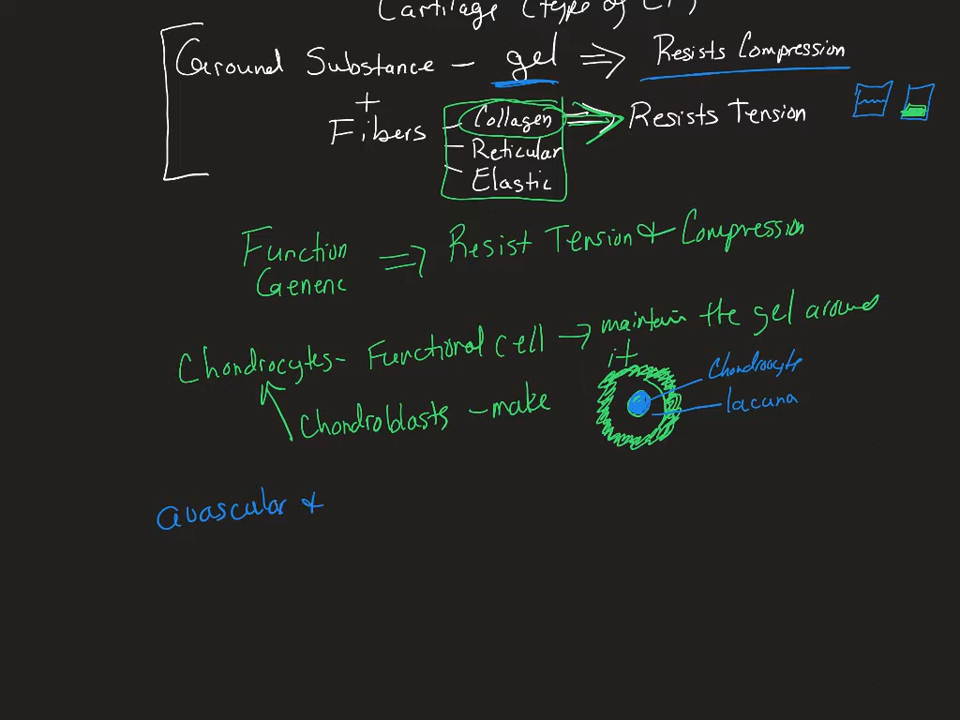 Cartilage (type of CT)
Ground Substance - gel ⇒ Resists Compression
+
Fibers - Collagen ⇒ Resists Tension
- Reticular
- Elastic
Function ⇒ Resist Tension & Compression
Generic
Chondrocytes - Functional cell → maintain the gel around
it
Chondrocyte
lacuna
Chondroblasts - make
avascular &